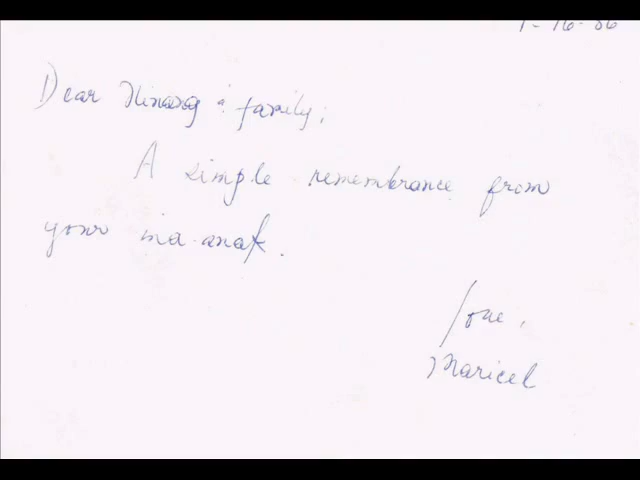 1-16-86
Dear Ninang & family;
A simple remembrance from
your ina-anak.
Love,
Maricel